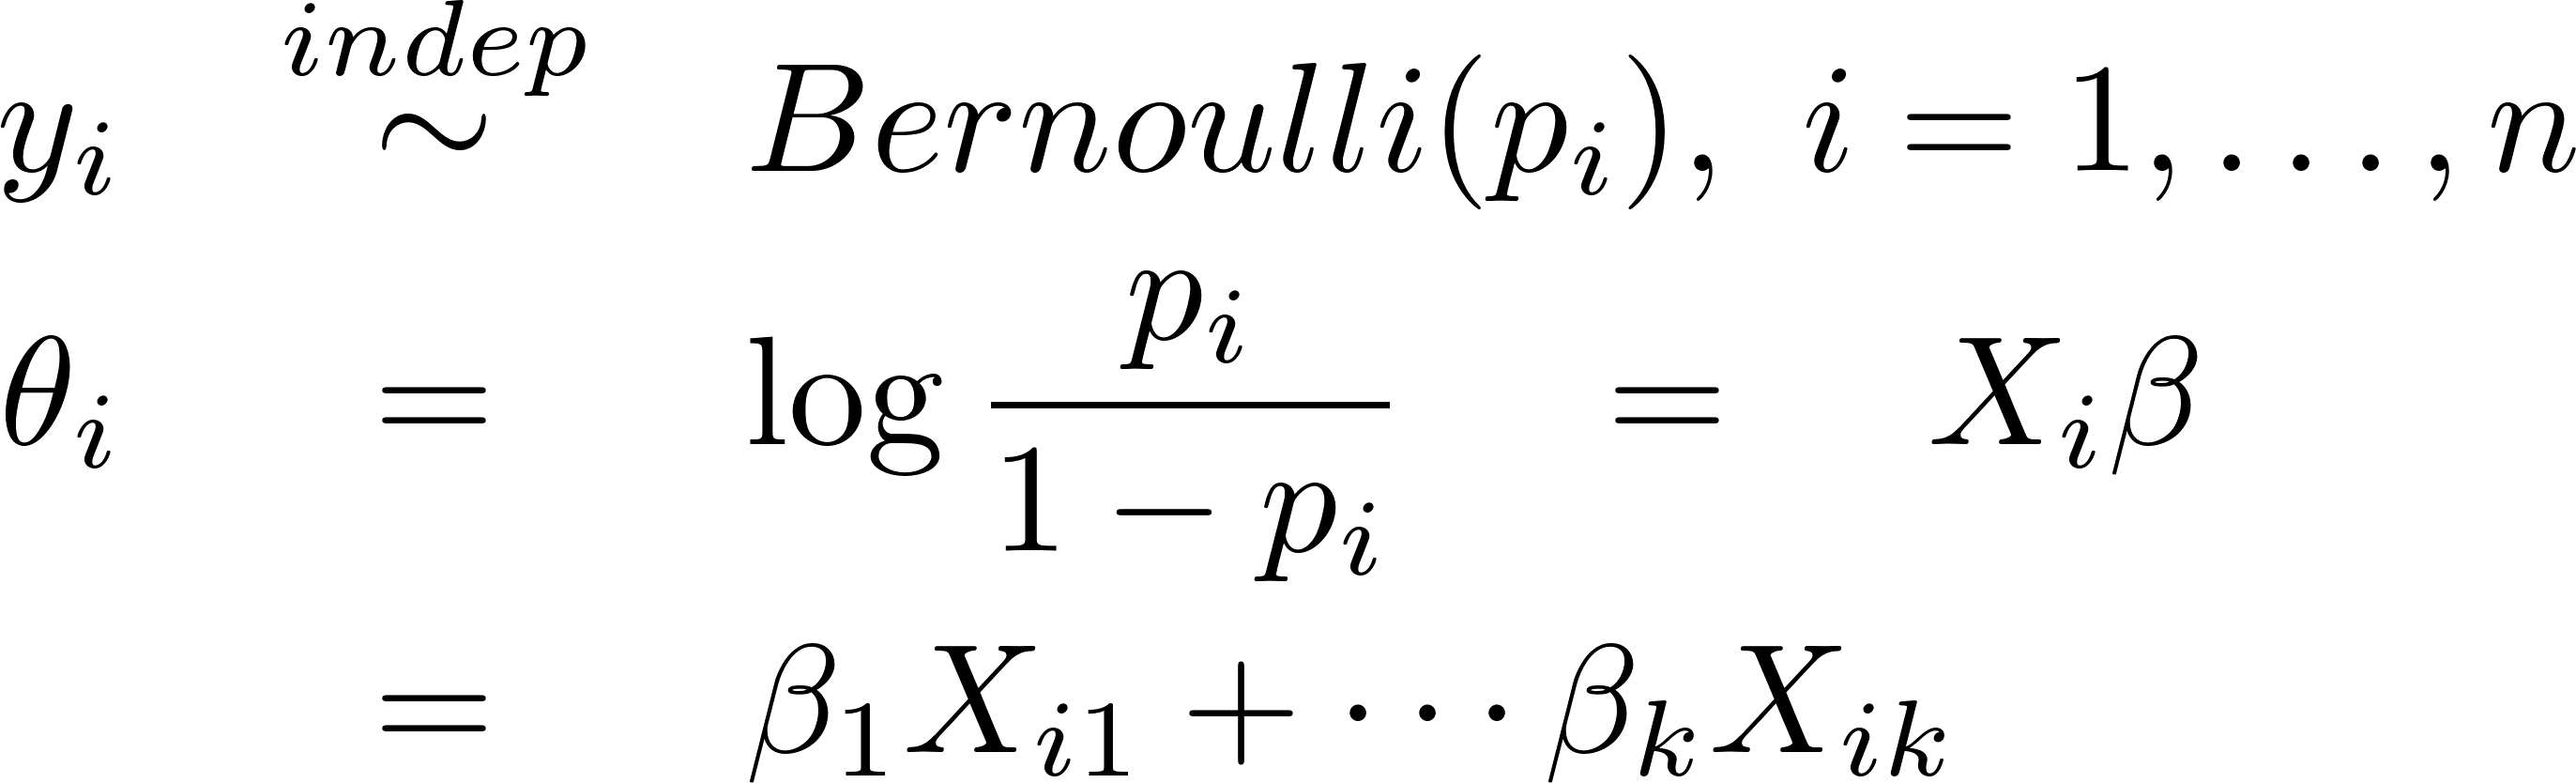 y_i \overset{indep}{\sim} Bernoulli(p_i), i = 1, . . . , n
θ_i = log \frac{p_i}{1 − p_i} = X_i β
= β_1 X_{i1} + · · · β_k X_{ik}